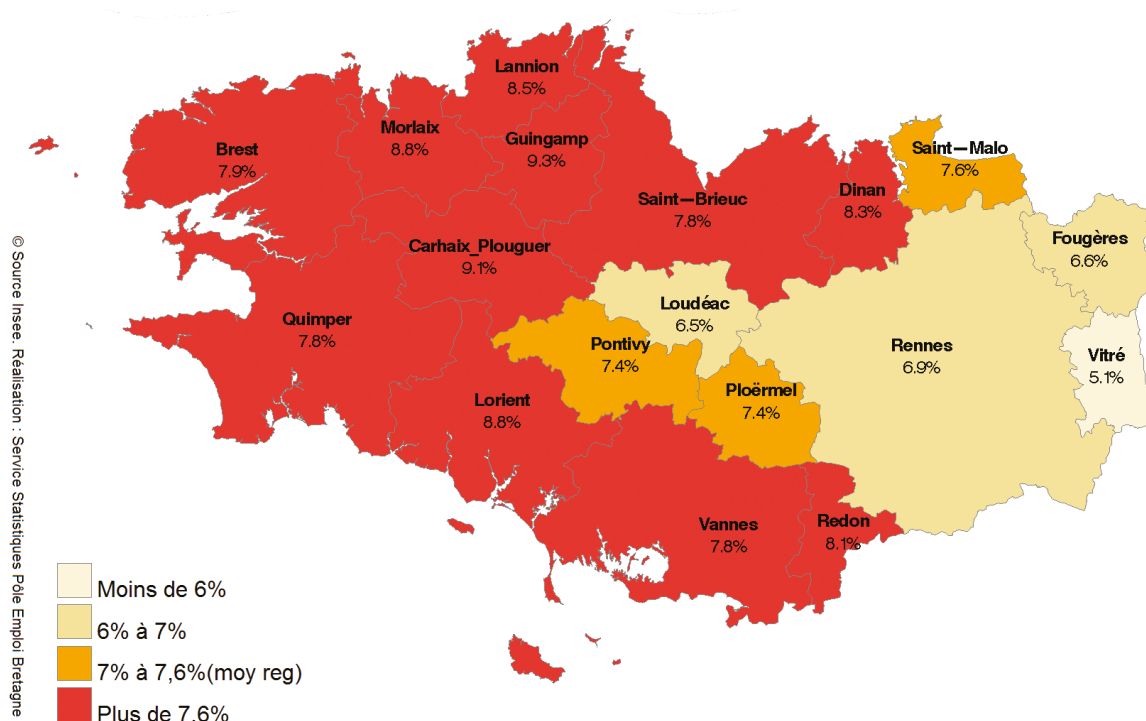 Lannion
8.5%
Morlaix
8.8%
Guingamp
9.3%
Brest
7.9%
Saint–Malo
7.6%
Saint–Brieuc
7.8%
Dinan
8.3%
Carhaix_Plouguer
9.1%
Fougères
6.6%
Loudéac
6.5%
Quimper
7.8%
Pontivy
7.4%
Rennes
6.9%
Vitré
5.1%
Ploërmel
7.4%
Lorient
8.8%
Vannes
7.8%
Redon
8.1%
© Source Insee. Réalisation : Service Statistiques Pôle Emploi Bretagne
Moins de 6%
6% à 7%
7% à 7,6%(moy reg)
Plus de 7,6%